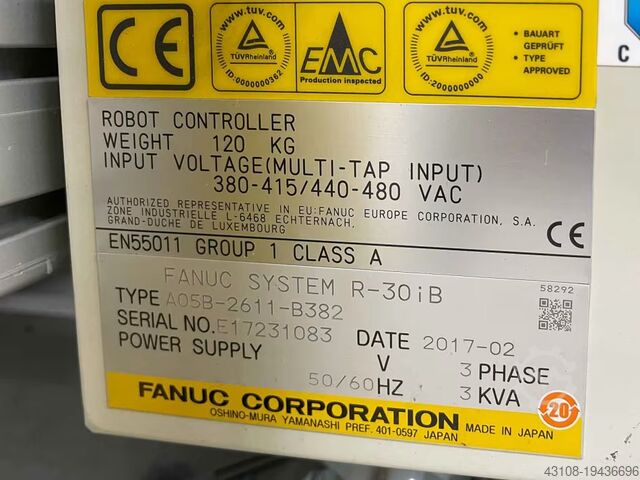 www.tuv.com
TÜVRheinland
ID:0000000362
EMC
Production inspected
www.tuv.com
TÜVRheinland
ID:2000000000
• BAUART
GEPRÜFT
• TYPE
APPROVED
C
ROBOT CONTROLLER
WEIGHT 120 KG
INPUT VOLTAGE(MULTI-TAP INPUT)
380-415/440-480 VAC
AUTHORIZED REPRESENTATIVE IN EU:FANUC EUROPE CORPORATION, S.A.
ZONE INDUSTRIELLE L-6468 ECHTERNACH,
GRAND-DUCHE DE LUXEMBOURG
CE
EN55011 GROUP 1 CLASS A
FANUC SYSTEM R-30iB
58292
TYPE A05B-2611-B382
SERIAL NO. E17231083 DATE 2017-02
POWER SUPPLY V 3 PHASE
50/60HZ 3 KVA
20
FANUC CORPORATION
OSHINO-MURA YAMANASHI PREF. 401-0597 JAPAN MADE IN JAPAN
43108-19436696